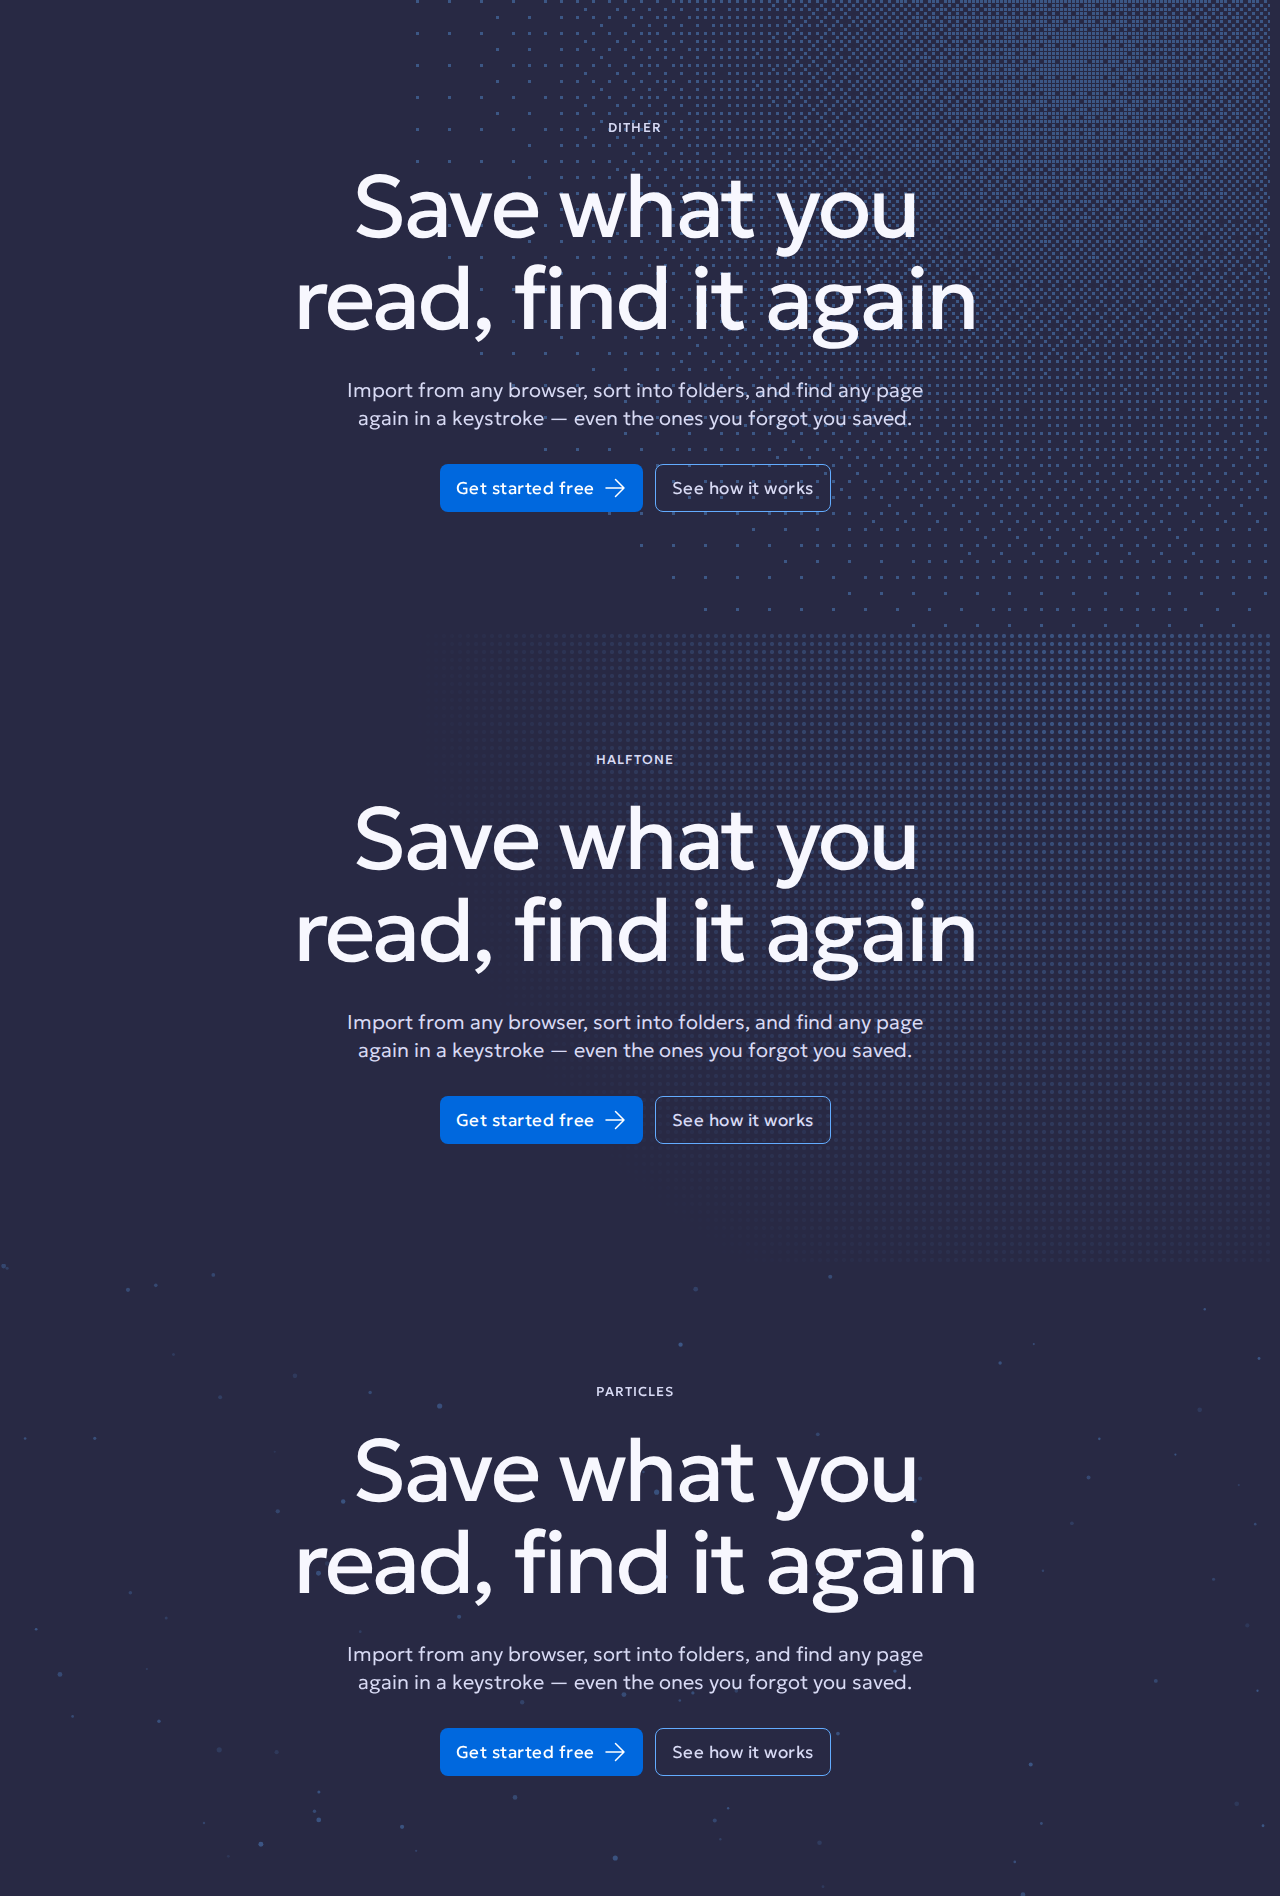 DITHER
Save what you
read, find it again
Import from any browser, sort into folders, and find any page
again in a keystroke — even the ones you forgot you saved.
Get started free
See how it works
HALFTONE
Save what you
read, find it again
Import from any browser, sort into folders, and find any page
again in a keystroke — even the ones you forgot you saved.
Get started free
See how it works
PARTICLES
Save what you
read, find it again
Import from any browser, sort into folders, and find any page
again in a keystroke — even the ones you forgot you saved.
Get started free
See how it works